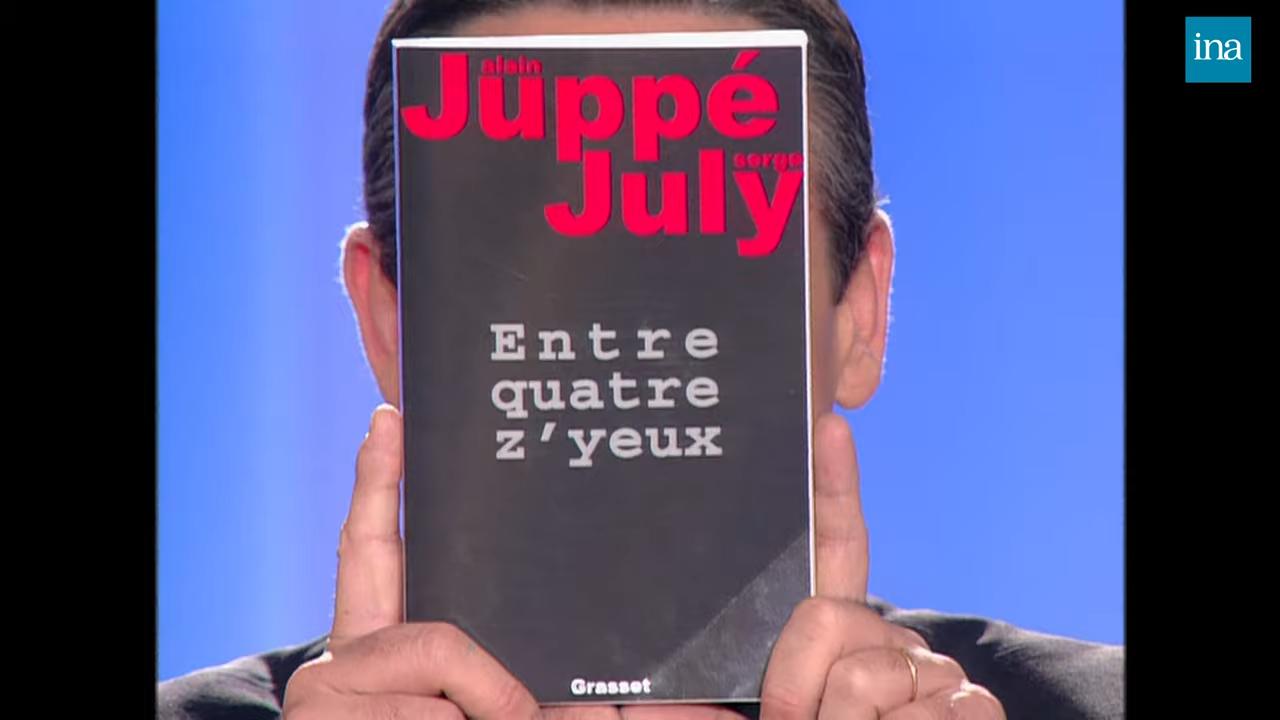 ina
alain
Juppé
serge
July
Entre
quatre
z’yeux
Grasset